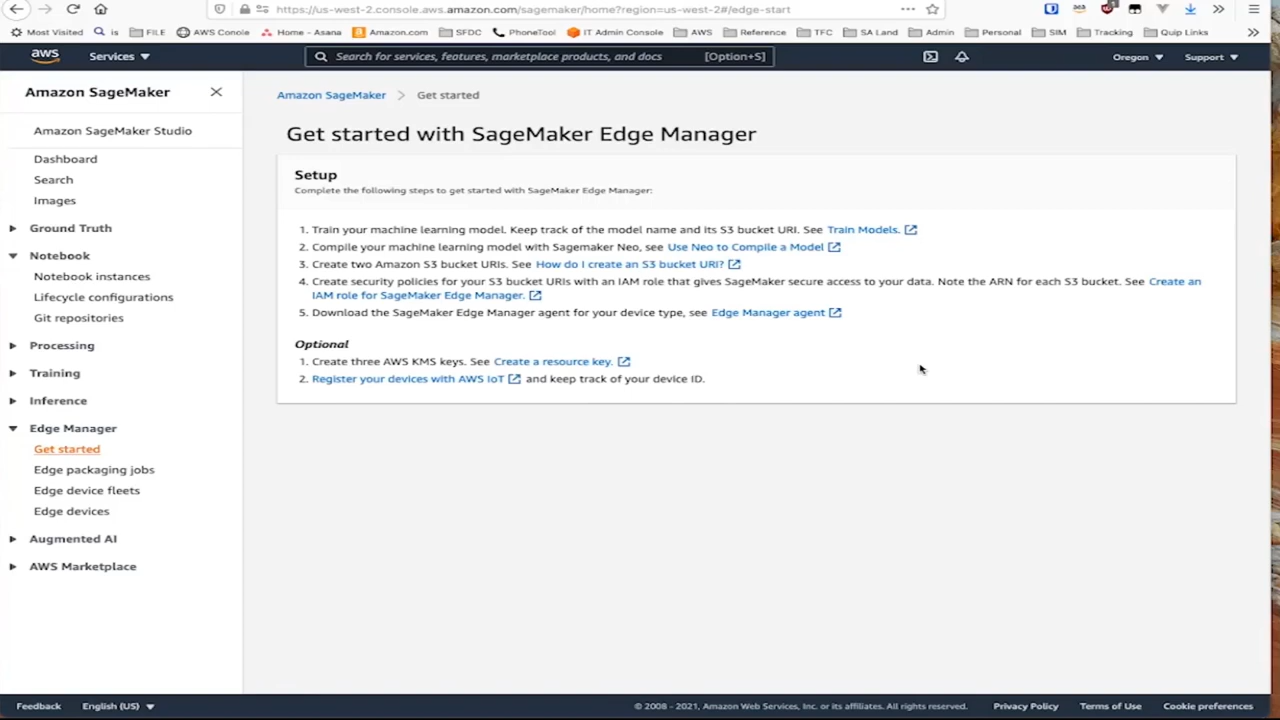 https://us-west-2.console.aws.amazon.com/sagemaker/home?region=us-west-2#/edge-start
Most Visited is FILE AWS Conole Home - Asana Amazon.com SFDC PhoneTool IT Admin Console AWS Reference TFC SA Land Admin Personal SIM Tracking Quip Links
aws Services Search for services, features, marketplace products, and docs [Option+S] Oregon Support
Amazon SageMaker
Amazon SageMaker Studio
Dashboard
Search
Images
Ground Truth
Notebook
Notebook instances
Lifecycle configurations
Git repositories
Processing
Training
Inference
Edge Manager
Get started
Edge packaging jobs
Edge device fleets
Edge devices
Augmented AI
AWS Marketplace
Amazon SageMaker > Get started
Get started with SageMaker Edge Manager
Setup
Complete the following steps to get started with SageMaker Edge Manager:
1. Train your machine learning model. Keep track of the model name and its S3 bucket URI. See Train Models.
2. Compile your machine learning model with Sagemaker Neo, see Use Neo to Compile a Model
3. Create two Amazon S3 bucket URIs. See How do I create an S3 bucket URI?
4. Create security policies for your S3 bucket URIs with an IAM role that gives SageMaker secure access to your data. Note the ARN for each S3 bucket. See Create an
IAM role for SageMaker Edge Manager.
5. Download the SageMaker Edge Manager agent for your device type, see Edge Manager agent
Optional
1. Create three AWS KMS keys. See Create a resource key.
2. Register your devices with AWS IoT and keep track of your device ID.
Feedback English (US) © 2008 - 2021, Amazon Web Services, Inc. or its affiliates. All rights reserved. Privacy Policy Terms of Use Cookie preferences